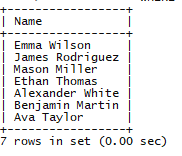 +------------------+
| Name             |
+------------------+
| Emma Wilson      |
| James Rodriguez  |
| Mason Miller     |
| Ethan Thomas     |
| Alexander White  |
| Benjamin Martin  |
| Ava Taylor       |
+------------------+
7 rows in set (0.00 sec)